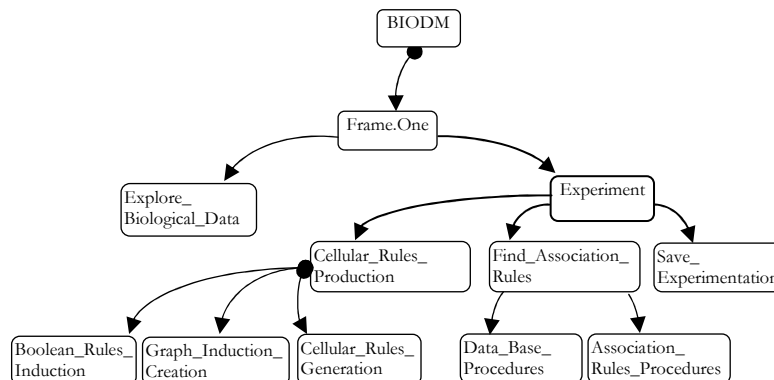 BIODM
Frame.One
Explore_
Biological_Data
Experiment
Cellular_Rules_
Production
Find_Association_
Rules
Save_
Experimentation
Boolean_Rules_
Induction
Graph_Induction_
Creation
Cellular_Rules_
Generation
Data_Base_
Procedures
Association_
Rules_Procedures